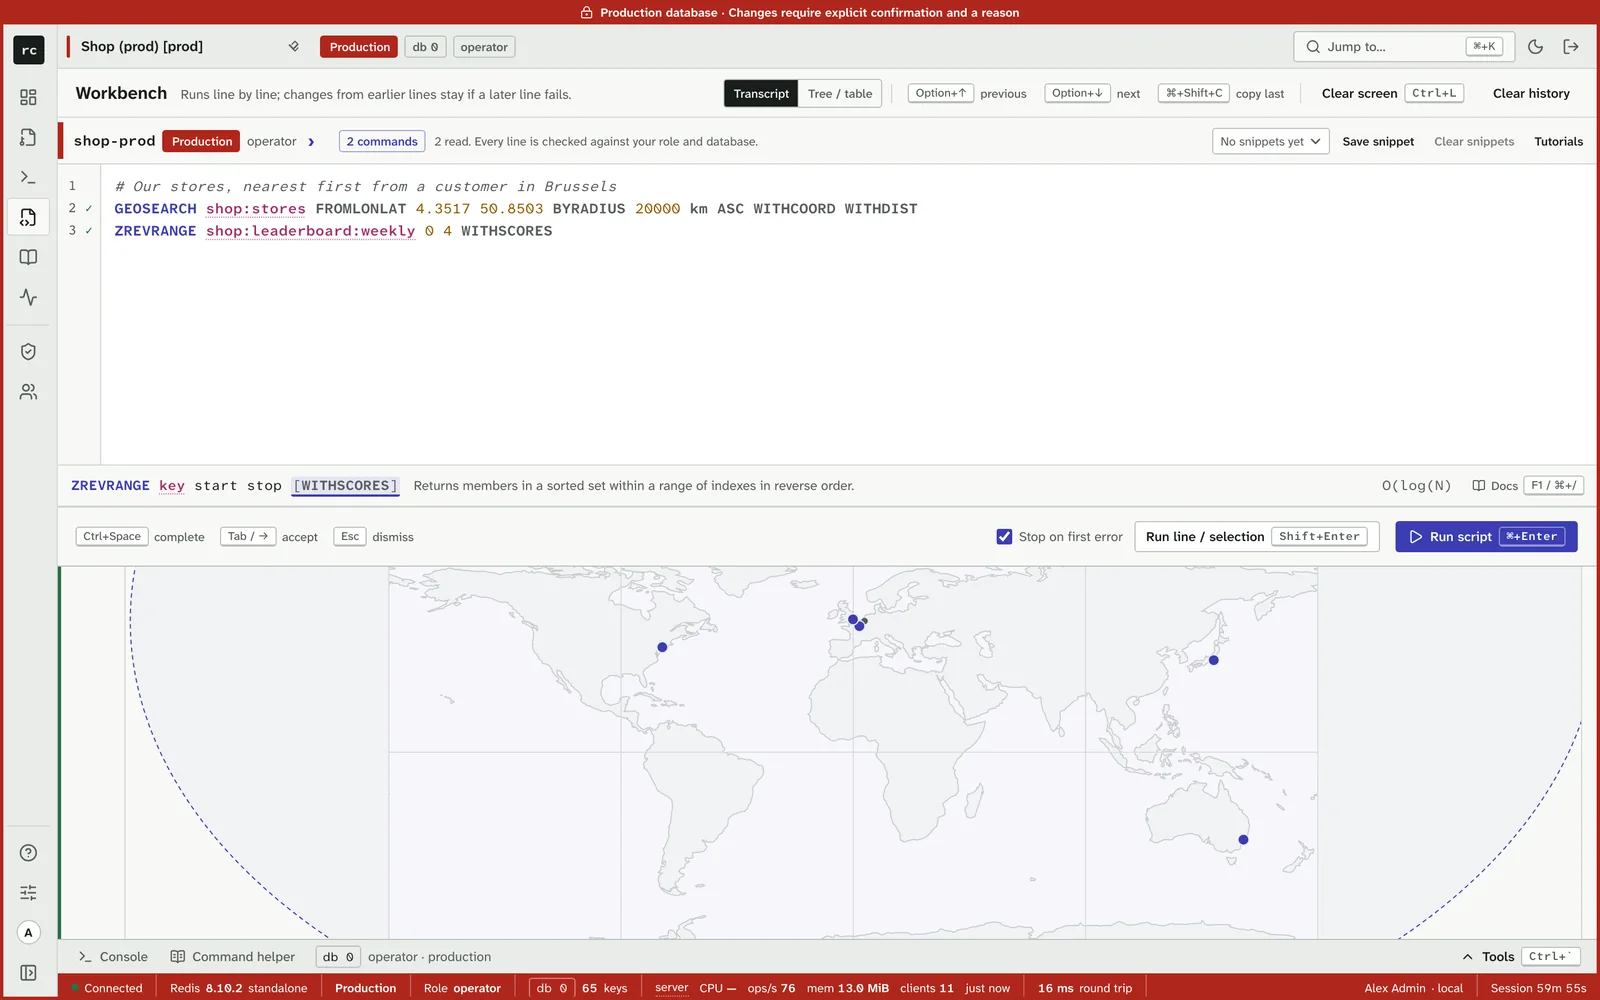 Production database · Changes require explicit confirmation and a reason
rc
Shop (prod) [prod]
Production
db 0
operator
Jump to...
⌘+K
Workbench
Runs line by line; changes from earlier lines stay if a later line fails.
Transcript
Tree / table
Option+↑ previous
Option+↓ next
⌘+Shift+C copy last
Clear screen Ctrl+L
Clear history
shop-prod
Production
operator ›
2 commands
2 read. Every line is checked against your role and database.
No snippets yet
Save snippet
Clear snippets
Tutorials
1 # Our stores, nearest first from a customer in Brussels
2 ✓ GEOSEARCH shop:stores FROMLONLAT 4.3517 50.8503 BYRADIUS 20000 km ASC WITHCOORD WITHDIST
3 ✓ ZREVRANGE shop:leaderboard:weekly 0 4 WITHSCORES
ZREVRANGE key start stop [WITHSCORES] Returns members in a sorted set within a range of indexes in reverse order.
O(log(N)
Docs F1 / ⌘+/
Ctrl+Space complete
Tab / → accept
Esc dismiss
Stop on first error
Run line / selection Shift+Enter
Run script ⌘+Enter
A
Console
Command helper
db 0
operator · production
Tools Ctrl+`
Connected
Redis 8.10.2 standalone
Production
Role operator
db 0 65 keys
server CPU — ops/s 76 mem 13.0 MiB clients 11 just now
16 ms round trip
Alex Admin · local
Session 59m 55s